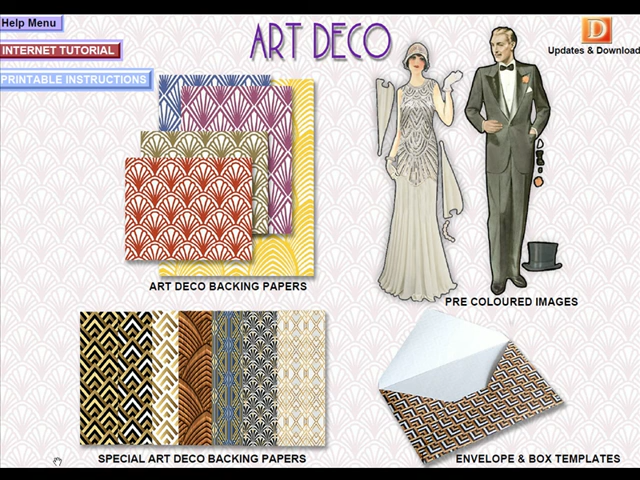 Help Menu
ART DECO
D
INTERNET TUTORIAL
Updates & Download
PRINTABLE INSTRUCTIONS
ART DECO BACKING PAPERS
PRE COLOURED IMAGES
SPECIAL ART DECO BACKING PAPERS
ENVELOPE & BOX TEMPLATES